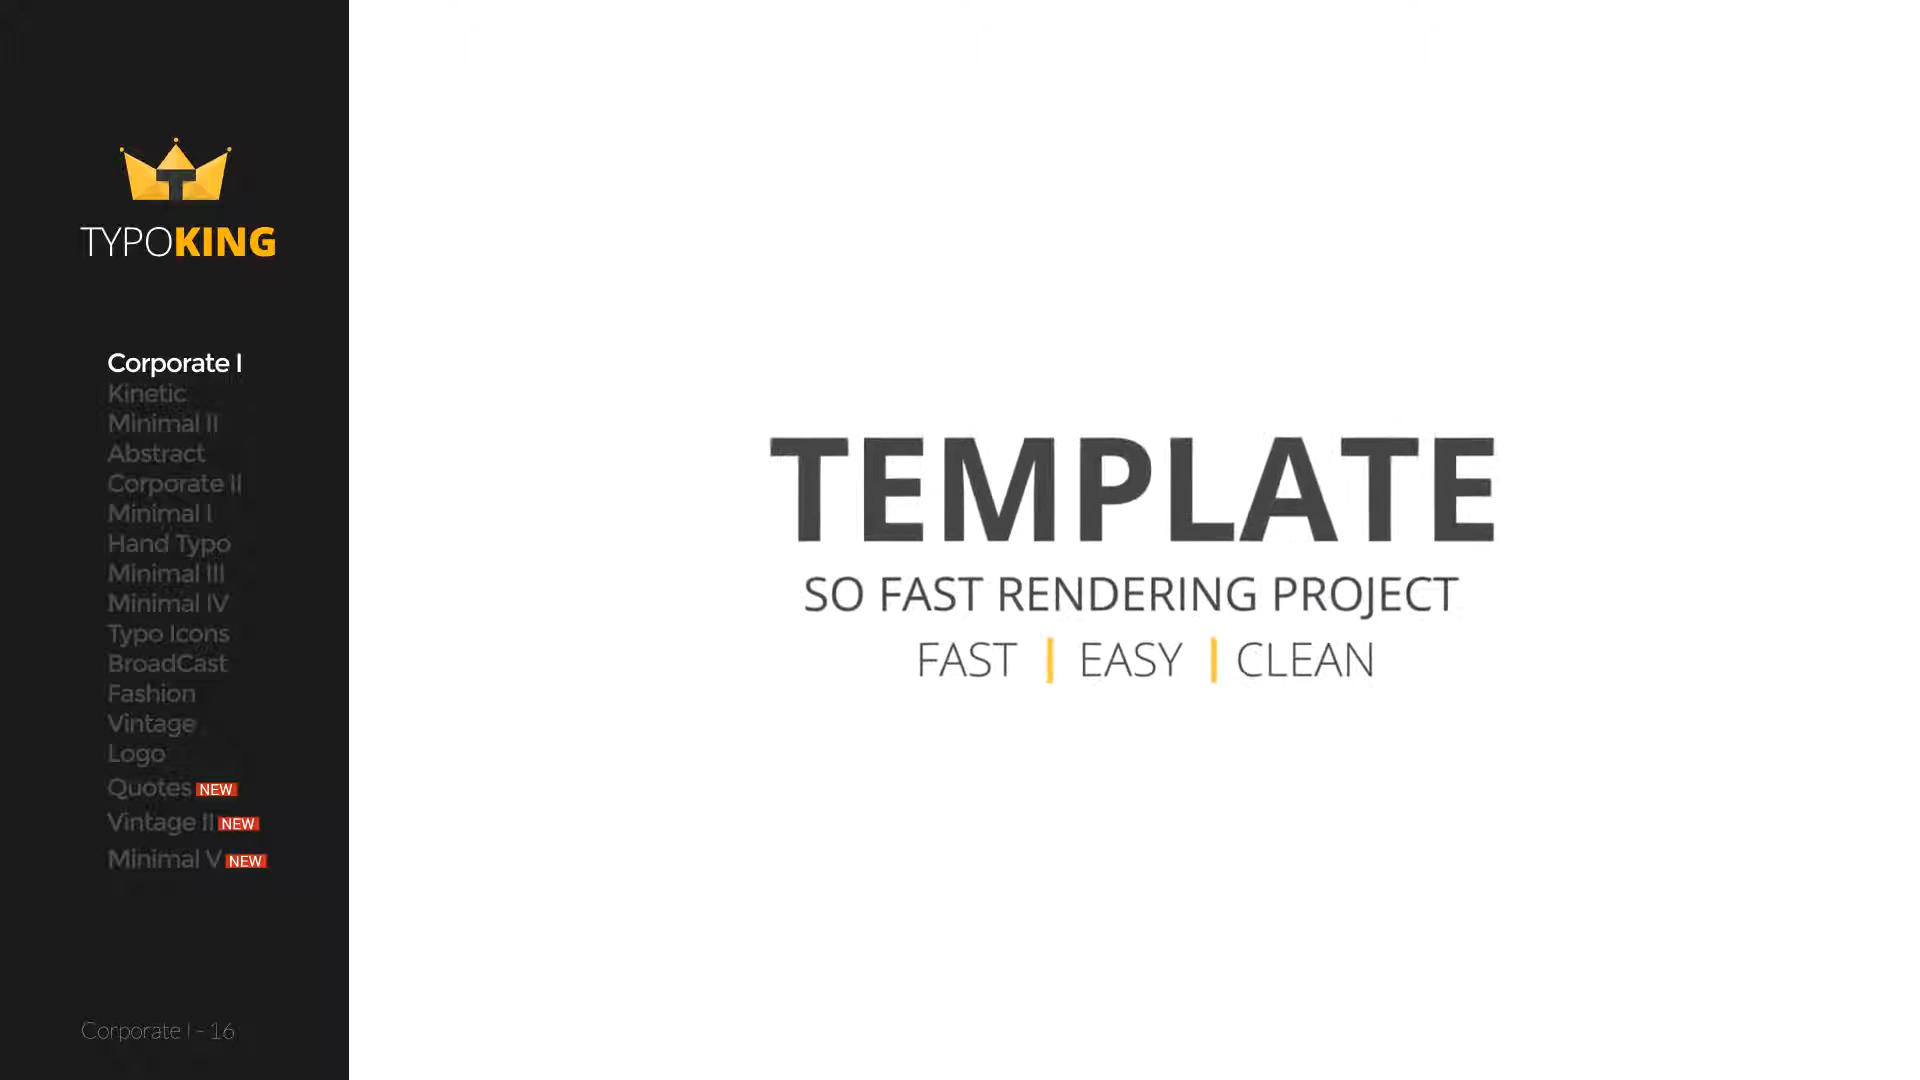 TYPOKING
Corporate I
Kinetic
Minimal II
Abstract
Corporate II
Minimal I
Hand Typo
Minimal III
Minimal IV
Typo Icons
BroadCast
Fashion
Vintage
Logo
Quotes NEW
Vintage II NEW
Minimal V NEW
Corporate I - 16
TEMPLATE
SO FAST RENDERING PROJECT
FAST | EASY | CLEAN